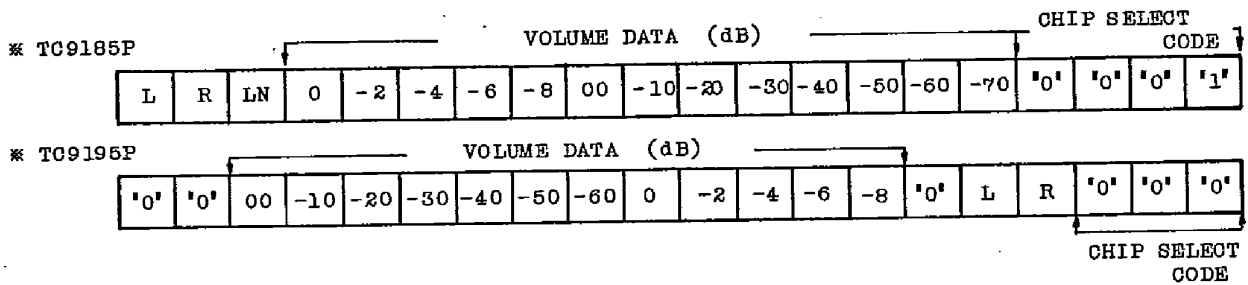 CHIP SELECT
※ TC9185P VOLUME DATA (dB) CODE
L R LN 0 -2 -4 -6 -8 00 -10 -20 -30 -40 -50 -60 -70 "0" "0" "0" "1"
※ TC9195P VOLUME DATA (dB)
"0" "0" 00 -10 -20 -30 -40 -50 -60 0 -2 -4 -6 -8 "0" L R "0" "0" "0"
CHIP SELECT
CODE